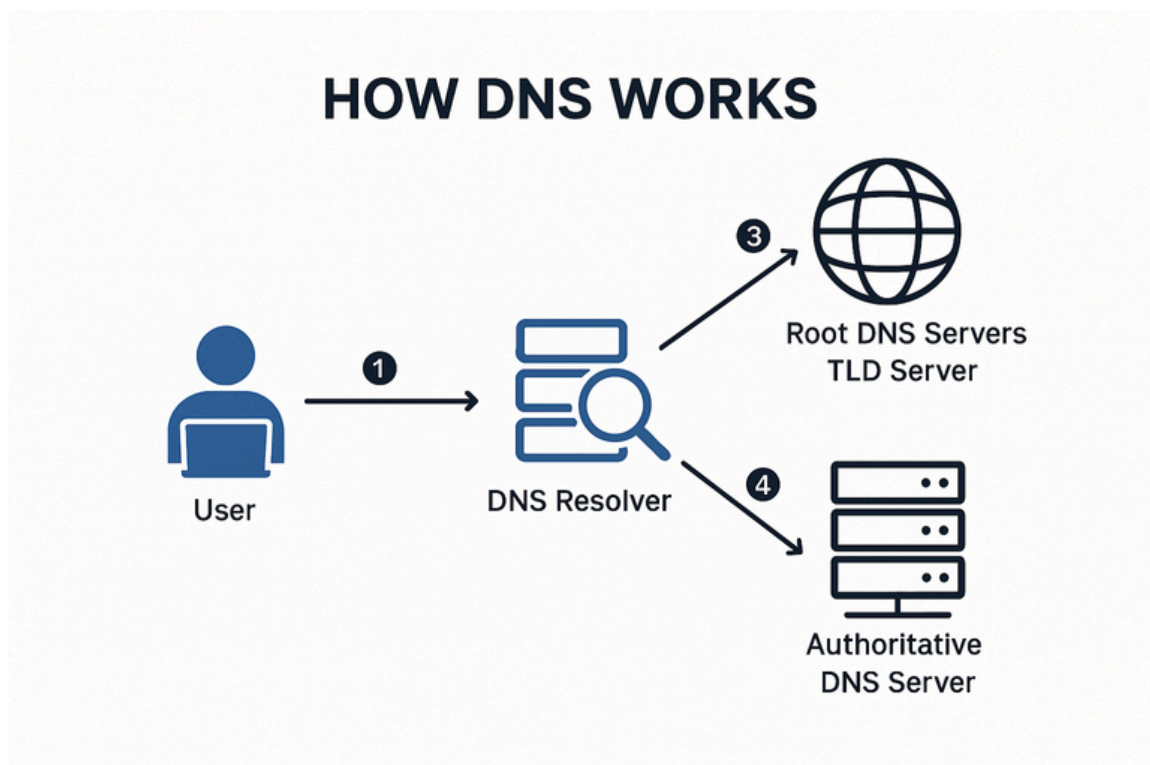 HOW DNS WORKS
1
User
DNS Resolver
3
Root DNS Servers
TLD Server
4
Authoritative
DNS Server